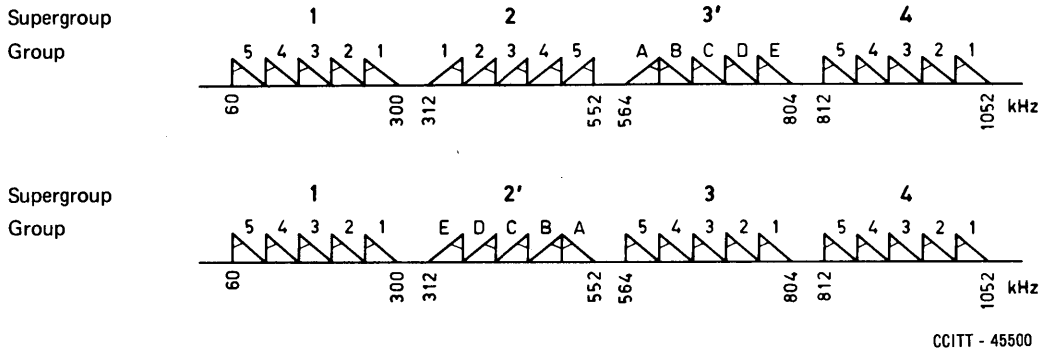 Supergroup 1 2 3' 4
Group 5 4 3 2 1 1 2 3 4 5 A B C D E 5 4 3 2 1
60 300 312 552 564 804 812 1052 kHz
Supergroup 1 2' 3 4
Group 5 4 3 2 1 E D C B A 5 4 3 2 1 5 4 3 2 1
60 300 312 552 564 804 812 1052 kHz
CCITT - 45500